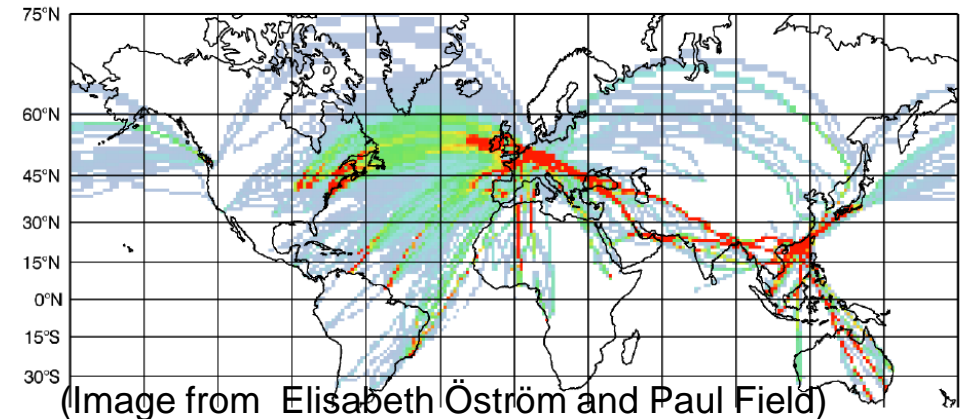 75°N
60°N
45°N
30°N
15°N
0°N
15°S
30°S
(Image from Elisabeth Öström and Paul Field)